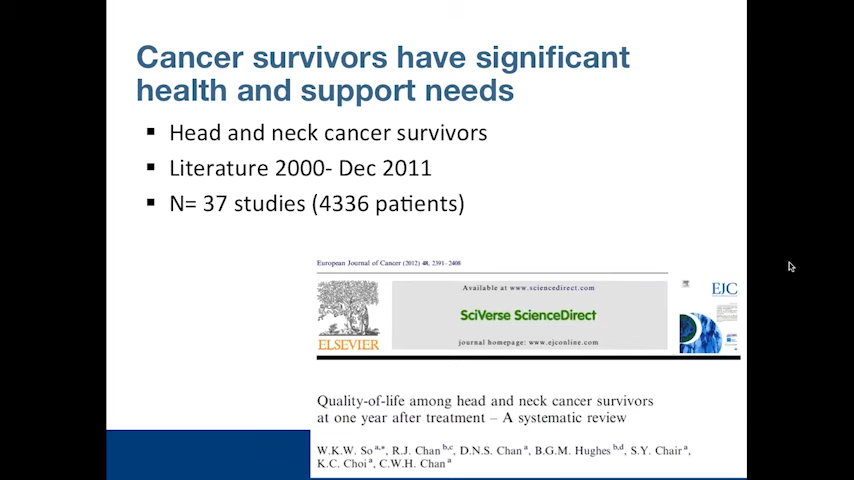 Cancer survivors have significant
health and support needs
▪ Head and neck cancer survivors
▪ Literature 2000- Dec 2011
▪ N= 37 studies (4336 patients)
European Journal of Cancer (2012) 48, 2391–2408
Available at www.sciencedirect.com
SciVerse ScienceDirect
journal homepage: www.ejconline.com
ELSEVIER
EJC
Quality-of-life among head and neck cancer survivors
at one year after treatment – A systematic review
W.K.W. So a,*, R.J. Chan b,c, D.N.S. Chan a, B.G.M. Hughes b,d, S.Y. Chair a,
K.C. Choi a, C.W.H. Chan a